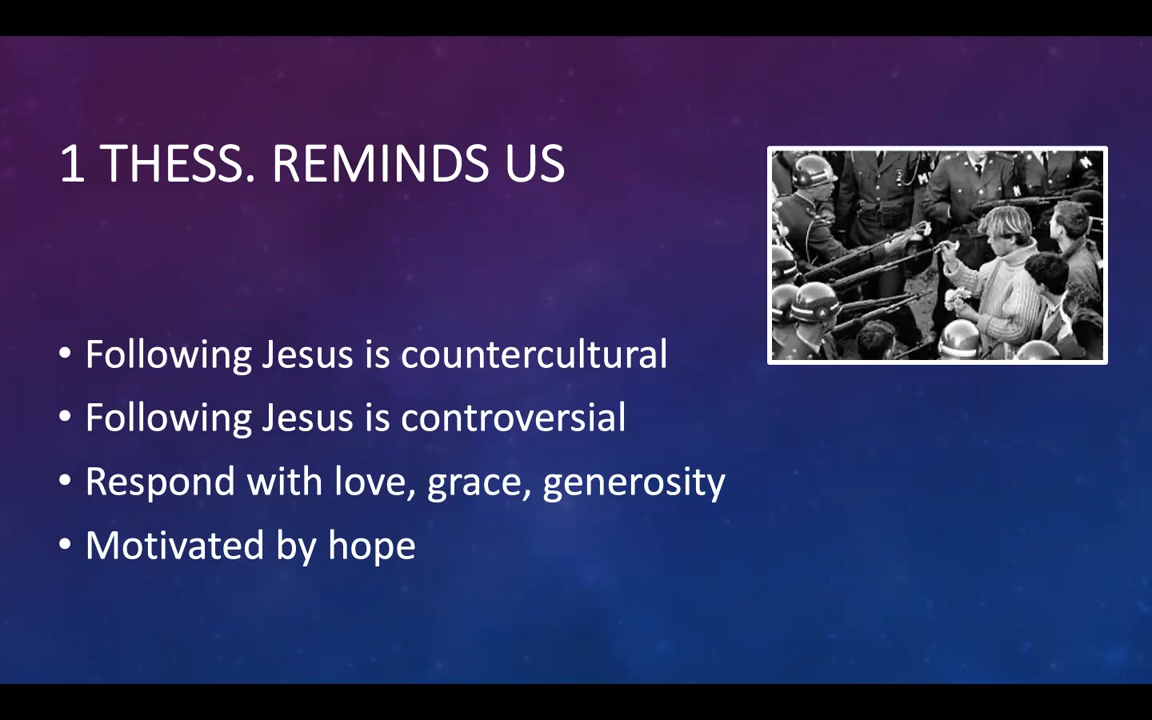 1 THESS. REMINDS US
• Following Jesus is countercultural
• Following Jesus is controversial
• Respond with love, grace, generosity
• Motivated by hope